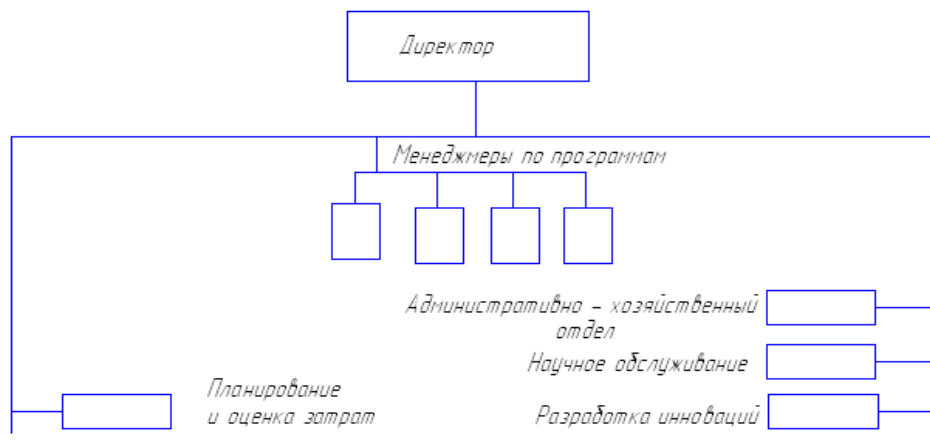 Директор
Менеджеры по программам
Административно – хозяйственный
отдел
Научное обслуживание
Планирование
и оценка затрат
Разработка инноваций